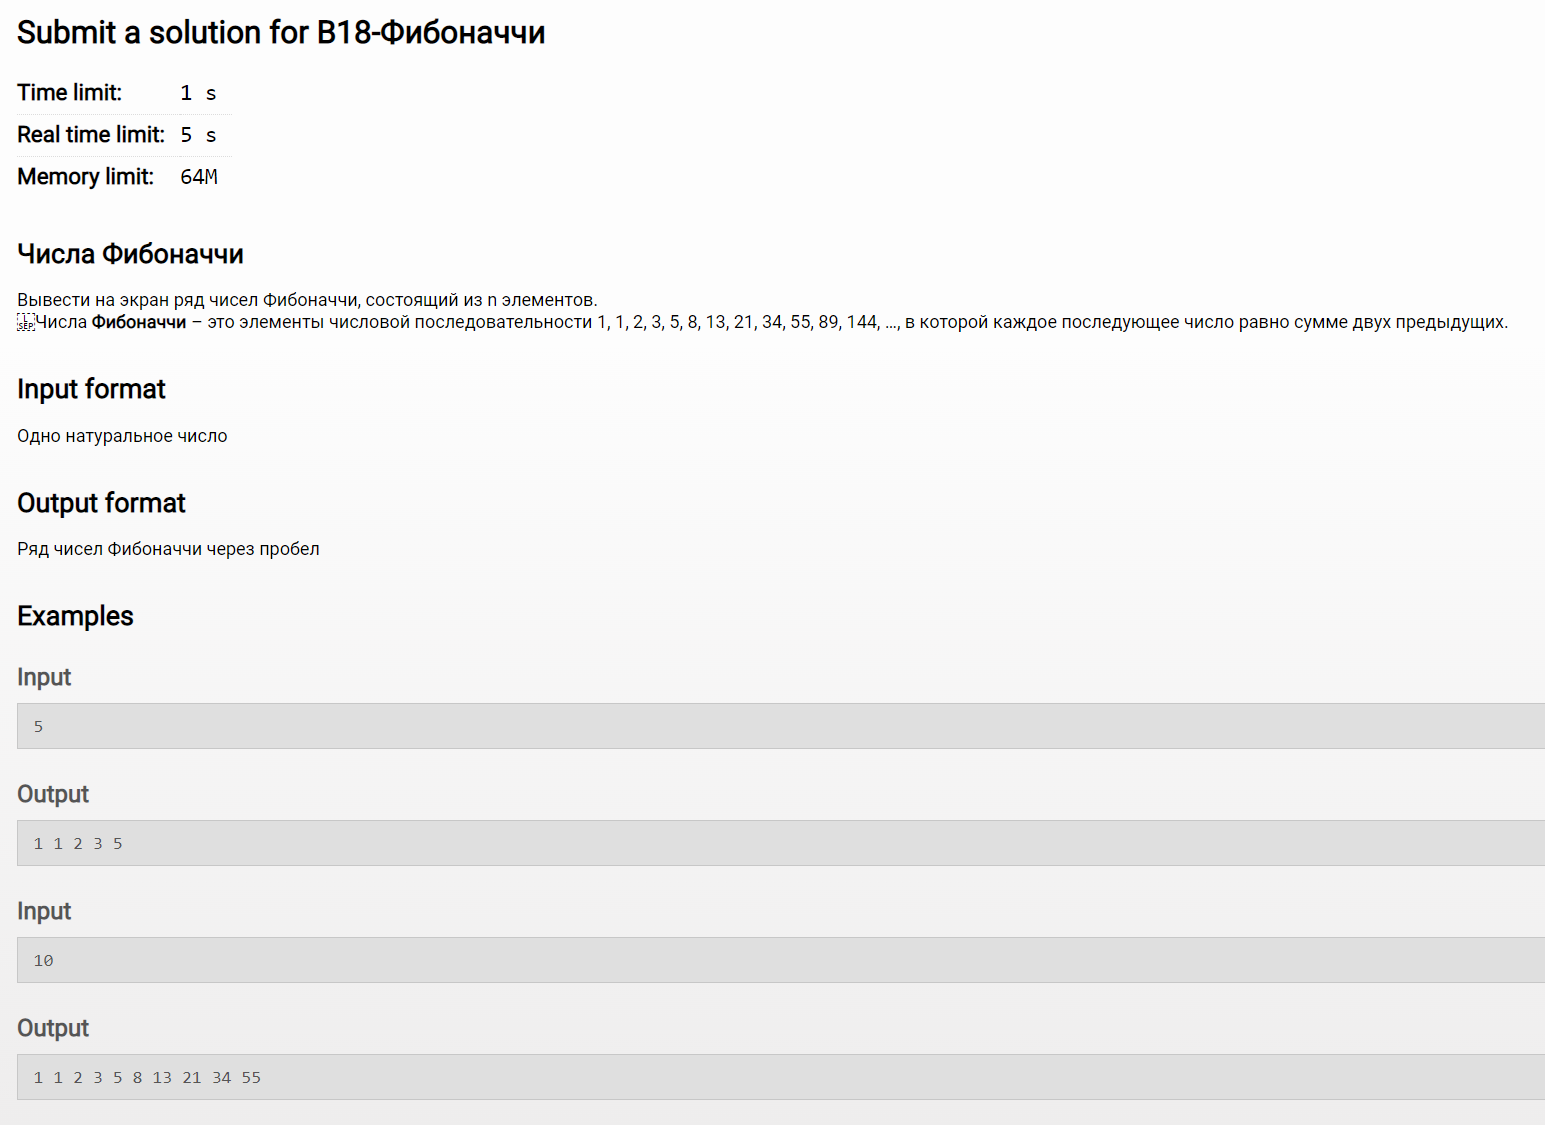 Submit a solution for B18-Фибоначчи
Time limit: 1 s
Real time limit: 5 s
Memory limit: 64M
Числа Фибоначчи
Вывести на экран ряд чисел Фибоначчи, состоящий из n элементов.
L SEP Числа Фибоначчи – это элементы числовой последовательности 1, 1, 2, 3, 5, 8, 13, 21, 34, 55, 89, 144, ..., в которой каждое последующее число равно сумме двух предыдущих.
Input format
Одно натуральное число
Output format
Ряд чисел Фибоначчи через пробел
Examples
Input
5
Output
1 1 2 3 5
Input
10
Output
1 1 2 3 5 8 13 21 34 55